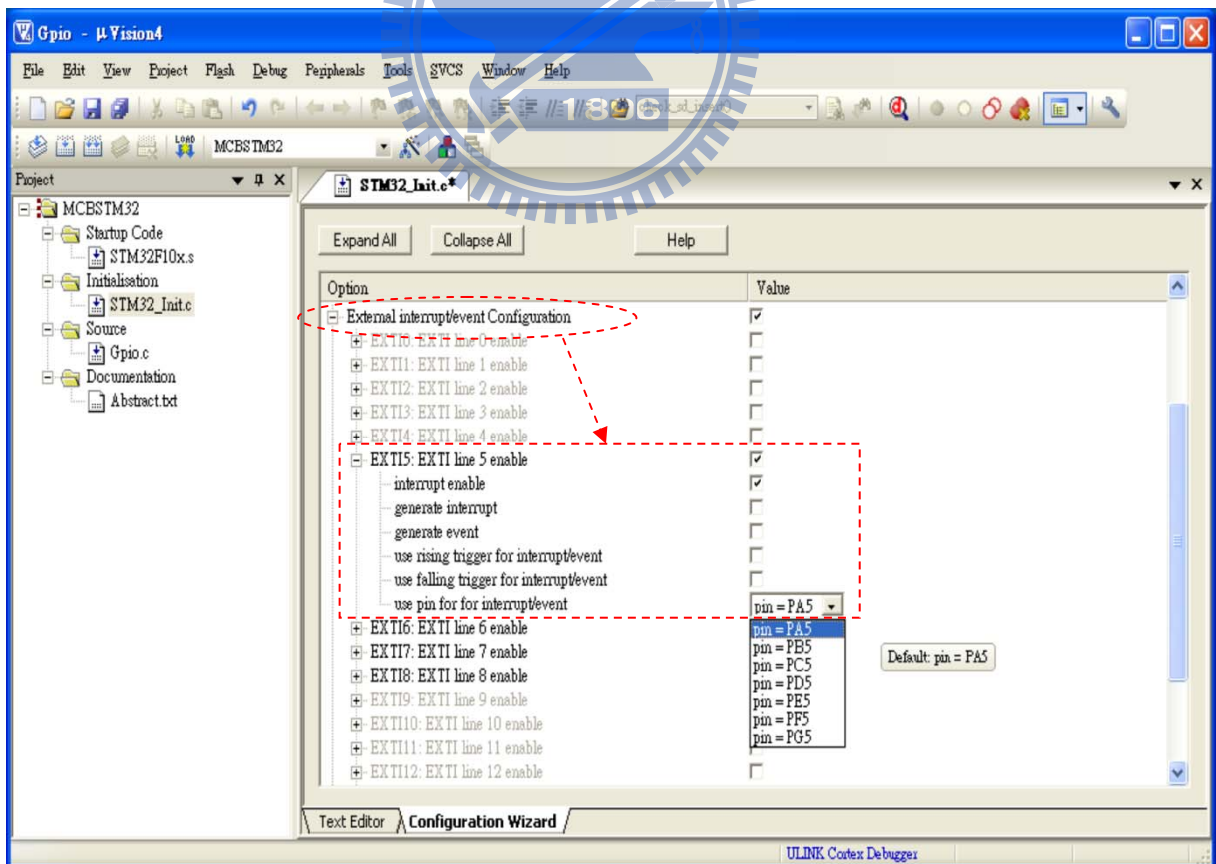 Gpio - µVision4
File Edit View Project Flash Debug Peripherals Tools SVCS Window Help
1896
LOAD MCBSTM32
Project
STM32_Init.c*
MCBSTM32
Startup Code
STM32F10x.s
Initialisation
STM32_Init.c
Source
Gpio.c
Documentation
Abstract.txt
Expand All Collapse All Help
Option Value
External interrupt/event Configuration
EXTI0: EXTI line 0 enable
EXTI1: EXTI line 1 enable
EXTI2: EXTI line 2 enable
EXTI3: EXTI line 3 enable
EXTI4: EXTI line 4 enable
EXTI5: EXTI line 5 enable
interrupt enable
generate interrupt
generate event
use rising trigger for interrupt/event
use falling trigger for interrupt/event
use pin for for interrupt/event pin = PA5
pin = PA5
pin = PB5
pin = PC5
pin = PD5
pin = PE5
pin = PF5
pin = PG5
Default: pin = PA5
EXTI6: EXTI line 6 enable
EXTI7: EXTI line 7 enable
EXTI8: EXTI line 8 enable
EXTI9: EXTI line 9 enable
EXTI10: EXTI line 10 enable
EXTI11: EXTI line 11 enable
EXTI12: EXTI line 12 enable
Text Editor Configuration Wizard
ULINK Cortex Debugger